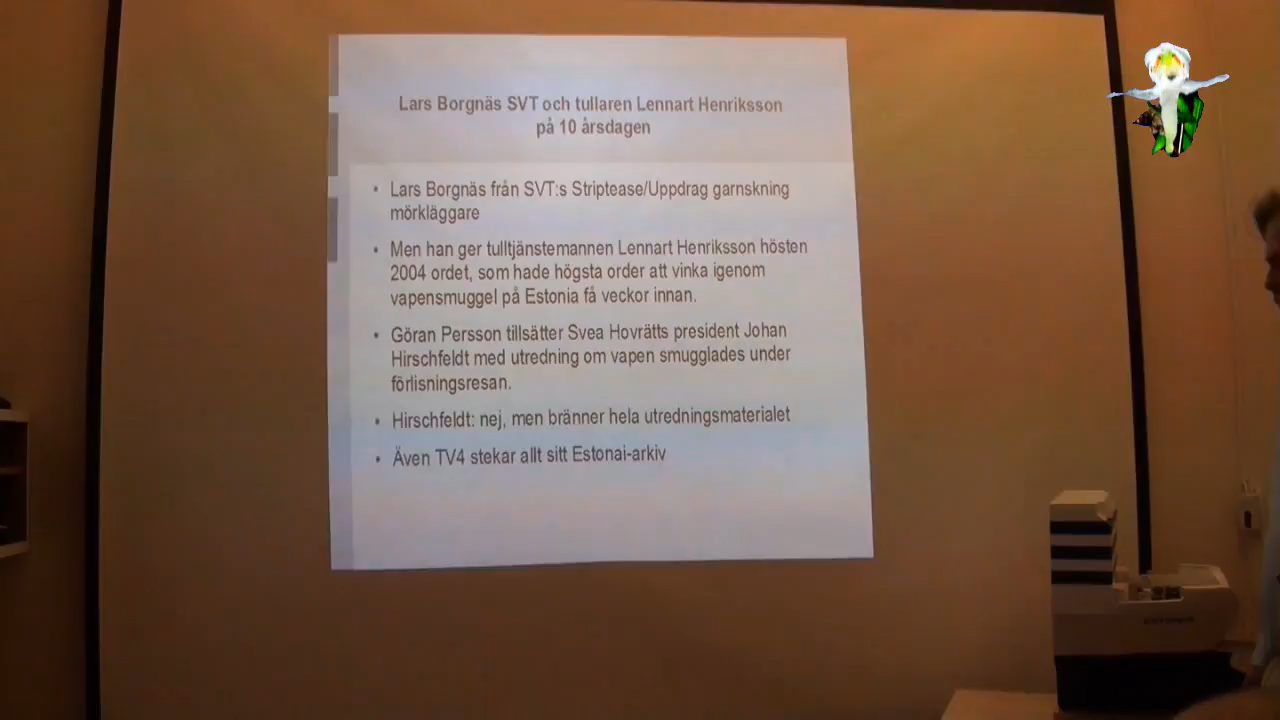 Lars Borgnäs SVT och tullaren Lennart Henriksson
på 10 årsdagen
• Lars Borgnäs från SVT:s Striptease/Uppdrag garnskning
mörkläggare
• Men han ger tulltjänstemannen Lennart Henriksson hösten
2004 ordet, som hade högsta order att vinka igenom
vapensmuggel på Estonia få veckor innan.
• Göran Persson tillsätter Svea Hovrätts president Johan
Hirschfeldt med utredning om vapen smugglades under
förlisningsresan.
• Hirschfeldt: nej, men bränner hela utredningsmaterialet
• Även TV4 stekar allt sitt Estonai-arkiv